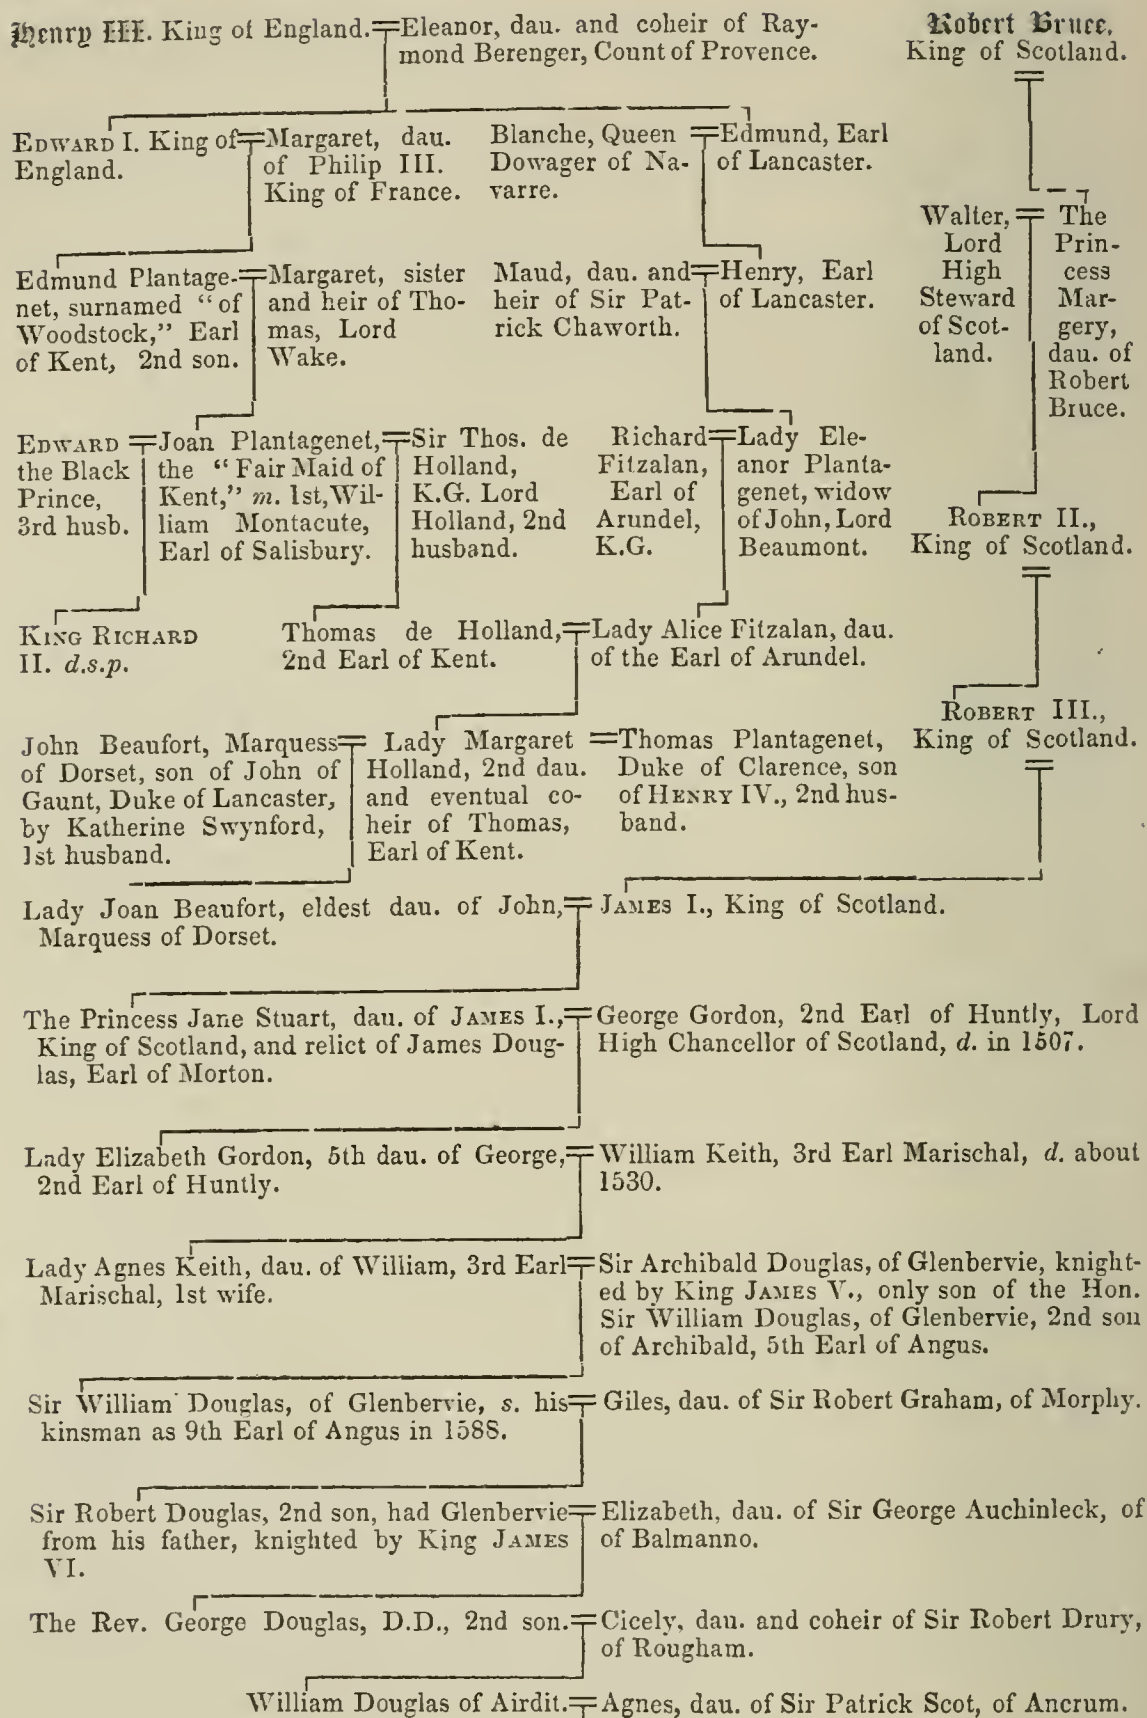 Henry III. King of England.=Eleanor, dau. and coheir of Ray-
mond Berenger, Count of Provence.
Robert Bruce,
King of Scotland.
EDWARD I. King of
England.
=Margaret, dau.
of Philip III.
King of France.
Blanche, Queen
Dowager of Na-
varre.
=Edmund, Earl
of Lancaster.
Walter,
Lord
High
Steward
of Scot-
land.
= The
Prin-
cess
Mar-
gery,
dau. of
Robert
Bruce.
Edmund Plantage-
net, surnamed "of
Woodstock," Earl
of Kent, 2nd son.
=Margaret, sister
and heir of Tho-
mas, Lord
Wake.
Maud, dau. and
heir of Sir Pat-
rick Chaworth.
=Henry, Earl
of Lancaster.
EDWARD
the Black
Prince,
3rd husb.
=Joan Plantagenet,
the "Fair Maid of
Kent," m. 1st, Wil-
liam Montacute,
Earl of Salisbury.
=Sir Thos. de
Holland,
K.G. Lord
Holland, 2nd
husband.
Richard
Fitzalan,
Earl of
Arundel,
K.G.
=Lady Ele-
anor Planta-
genet, widow
of John, Lord
Beaumont.
ROBERT II.,
King of Scotland.
KING RICHARD
II. d.s.p.
Thomas de Holland,
2nd Earl of Kent.
=Lady Alice Fitzalan, dau.
of the Earl of Arundel.
ROBERT III.,
King of Scotland.
John Beaufort, Marquess
of Dorset, son of John of
Gaunt, Duke of Lancaster,
by Katherine Swynford,
1st husband.
= Lady Margaret
Holland, 2nd dau.
and eventual co-
heir of Thomas,
Earl of Kent.
=Thomas Plantagenet,
Duke of Clarence, son
of HENRY IV., 2nd hus-
band.
Lady Joan Beaufort, eldest dau. of John,
Marquess of Dorset.
= JAMES I., King of Scotland.
The Princess Jane Stuart, dau. of JAMES I.,
King of Scotland, and relict of James Doug-
las, Earl of Morton.
= George Gordon, 2nd Earl of Huntly, Lord
High Chancellor of Scotland, d. in 1507.
Lady Elizabeth Gordon, 5th dau. of George,
2nd Earl of Huntly.
= William Keith, 3rd Earl Marischal, d. about
1530.
Lady Agnes Keith, dau. of William, 3rd Earl
Marischal, 1st wife.
= Sir Archibald Douglas, of Glenbervie, knight-
ed by King JAMES V., only son of the Hon.
Sir William Douglas, of Glenbervie, 2nd son
of Archibald, 5th Earl of Angus.
Sir William Douglas, of Glenbervie, s. his
kinsman as 9th Earl of Angus in 1588.
= Giles, dau. of Sir Robert Graham, of Morphy.
Sir Robert Douglas, 2nd son, had Glenbervie
from his father, knighted by King JAMES
VI.
= Elizabeth, dau. of Sir George Auchinleck, of
of Balmanno.
The Rev. George Douglas, D.D., 2nd son.
= Cicely, dau. and coheir of Sir Robert Drury,
of Rougham.
William Douglas of Airdit.= Agnes, dau. of Sir Patrick Scot, of Ancrum.